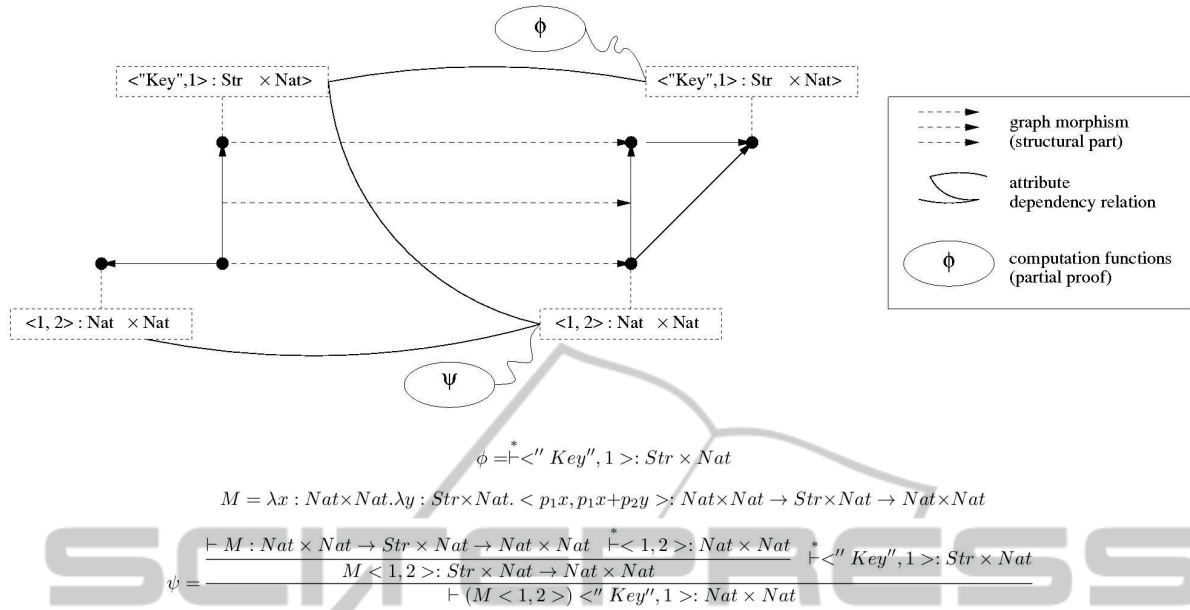 ϕ
<"Key",1> : Str × Nat>
<"Key",1> : Str × Nat>
graph morphism
(structural part)
attribute
dependency relation
ϕ
computation functions
(partial proof)
<1, 2> : Nat × Nat
<1, 2> : Nat × Nat
ψ
ϕ =⊢* <″ Key″, 1 >: Str × Nat
M = λx : Nat×Nat.λy : Str×Nat. < p₁x, p₁x+p₂y >: Nat×Nat → Str×Nat → Nat×Nat
⊢ M : Nat × Nat → Str × Nat → Nat × Nat ⊢* < 1, 2 >: Nat × Nat
⊢* <″ Key″, 1 >: Str × Nat
M < 1, 2 >: Str × Nat → Nat × Nat
ψ =
⊢ (M < 1, 2 >) <″ Key″, 1 >: Nat × Nat
SCITEPRESS